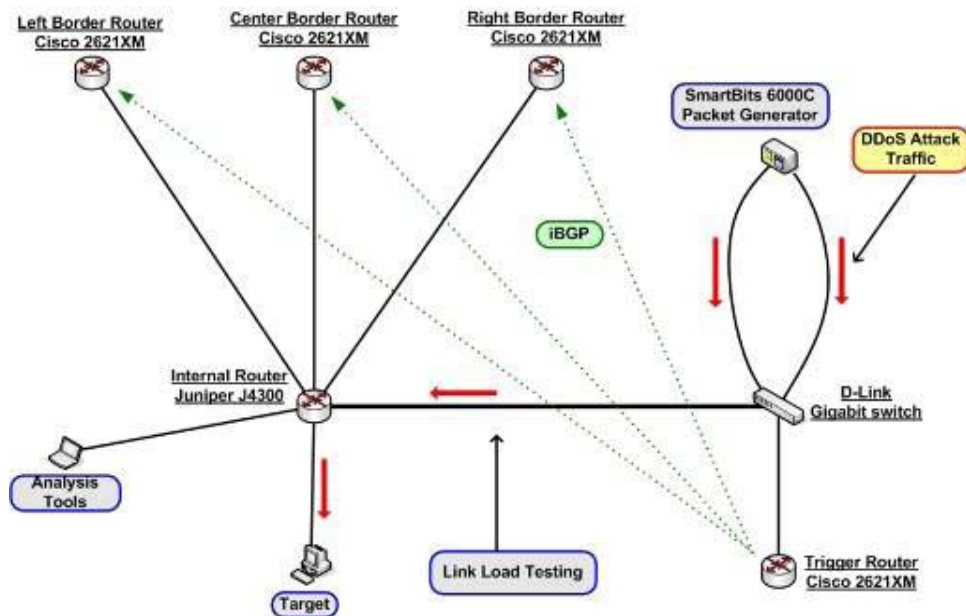 Left Border Router
Cisco 2621XM
Center Border Router
Cisco 2621XM
Right Border Router
Cisco 2621XM
SmartBits 6000C
Packet Generator
DDoS Attack
Traffic
iBGP
Internal Router
Juniper J4300
D-Link
Gigabit switch
Analysis
Tools
Target
Link Load Testing
Trigger Router
Cisco 2621XM